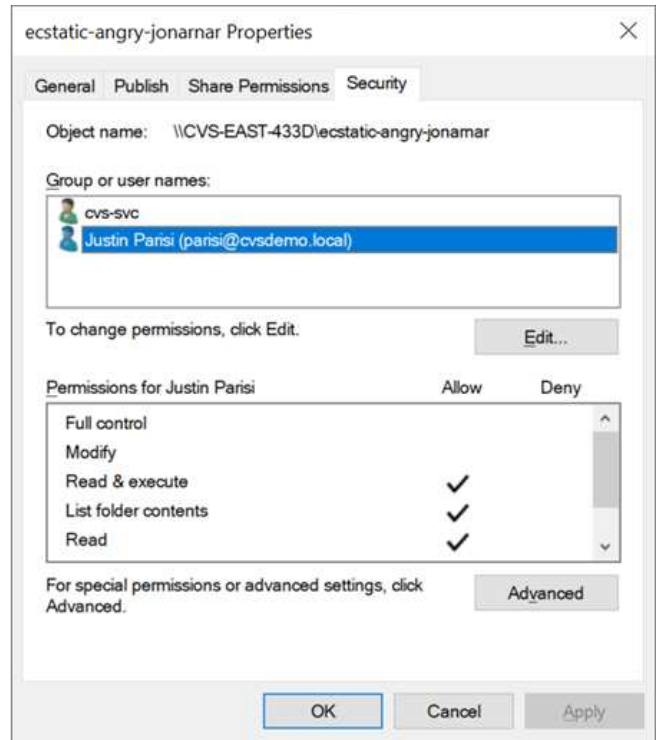 ecstatic-angry-jonarnar Properties
General Publish Share Permissions Security
Object name: \\CVS-EAST-433D\ecstatic-angry-jonarnar
Group or user names:
cvs-svc
Justin Parisi (parisi@cvsdemo.local)
To change permissions, click Edit.
Edit...
Permissions for Justin Parisi Allow Deny
Full control
Modify
Read & execute
List folder contents
Read
For special permissions or advanced settings, click
Advanced.
Advanced
OK Cancel Apply